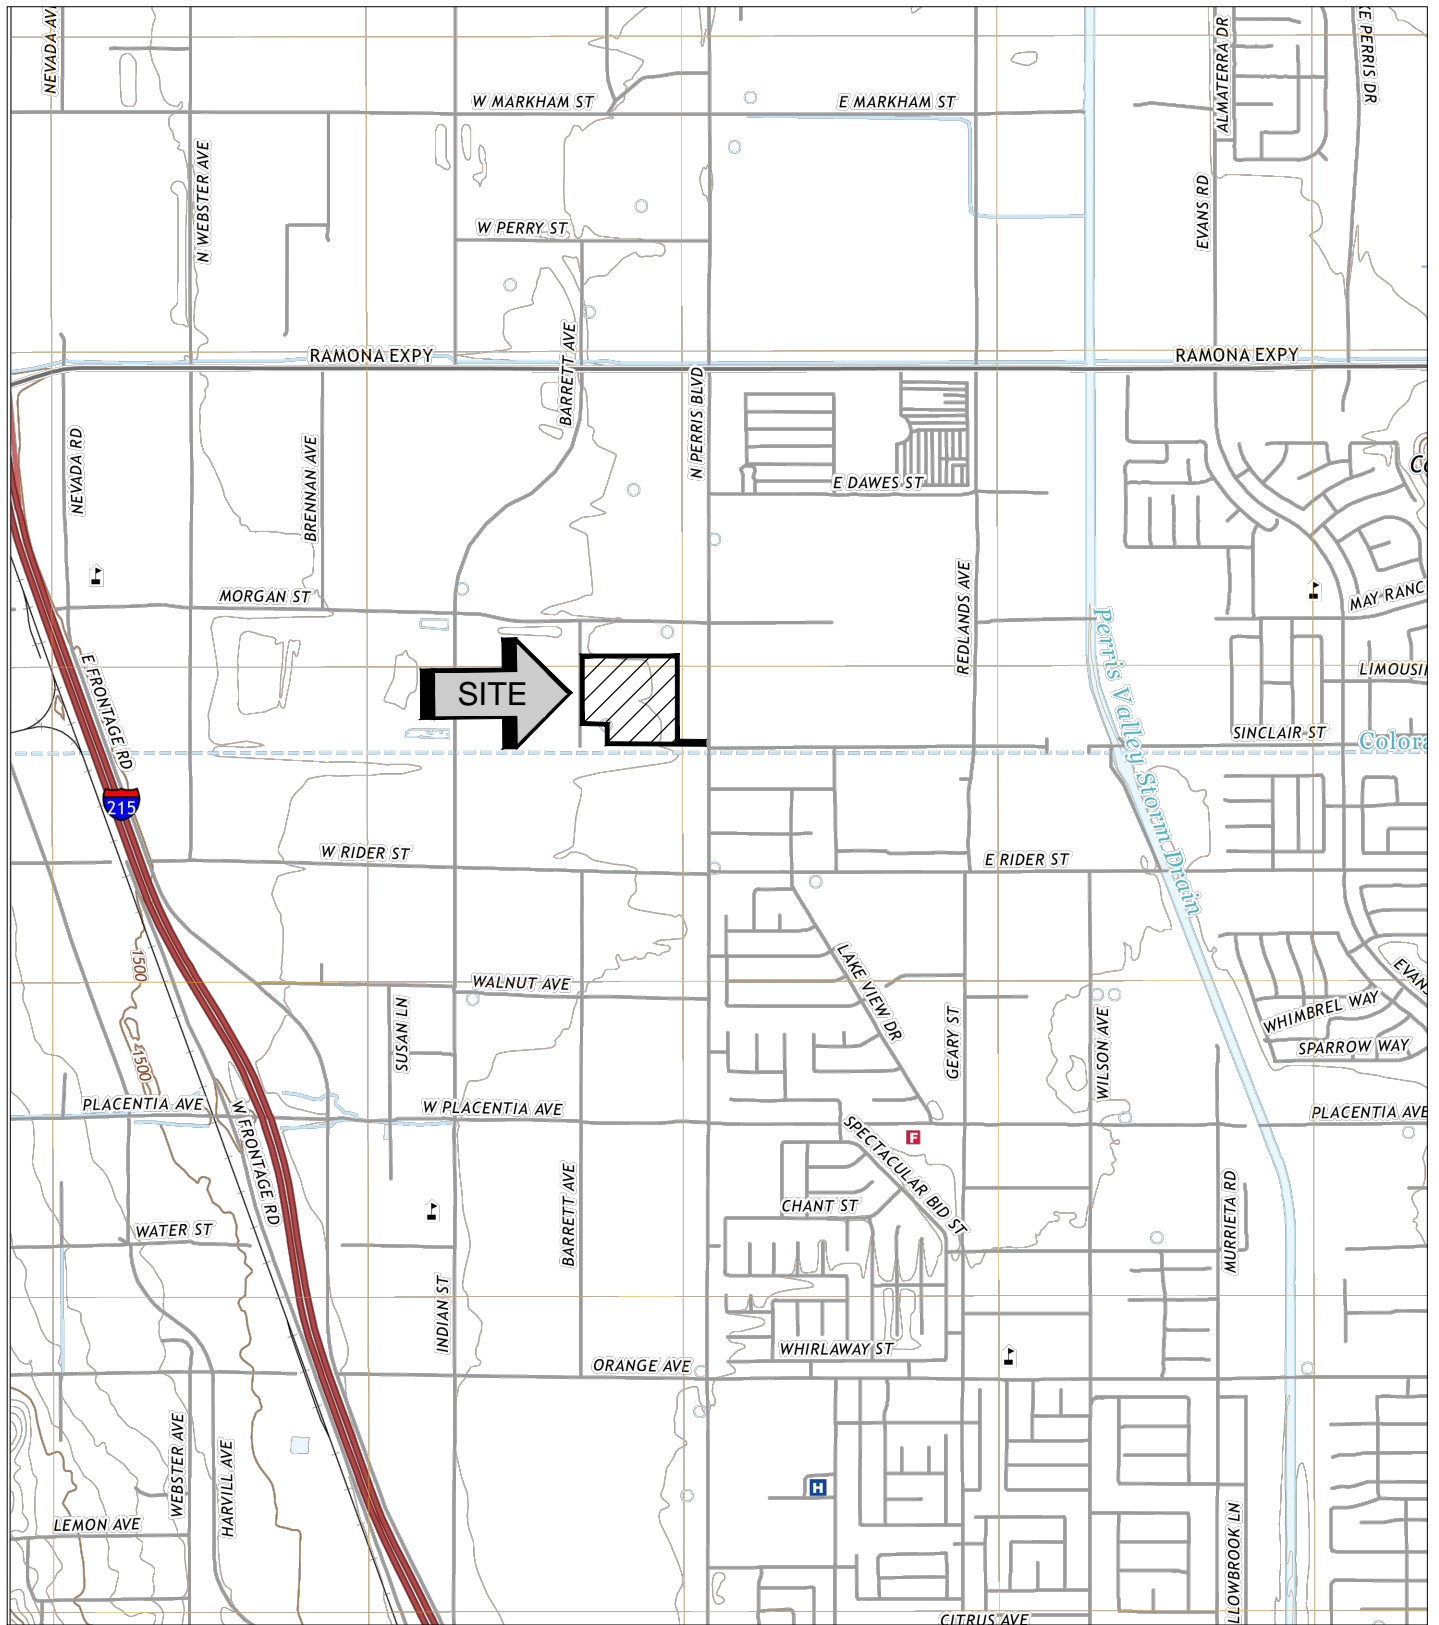 NEVADA AV
ALMATERRA DR
KE PERRIS DR
W MARKHAM ST
E MARKHAM ST
N WEBSTER AVE
EVANS RD
W PERRY ST
RAMONA EXPY
RAMONA EXPY
BARRETT AVE
N PERRIS BLVD
NEVADA RD
BRENNAN AVE
E DAWES ST
Co
REDLANDS AVE
MORGAN ST
MAY RANC
Perris Valley Storm Drain
E FRONTAGE RD
LIMOUSI
SITE
SINCLAIR ST
Colora
215
W RIDER ST
E RIDER ST
1500
WALNUT AVE
LAKE VIEW DR
EVANS
WHIMBREL WAY
SUSAN LN
GEARY ST
WILSON AVE
SPARROW WAY
1500
PLACENTIA AVE
W PLACENTIA AVE
PLACENTIA AVE
W FRONTAGE RD
F
SPECTACULAR BID ST
BARRETT AVE
CHANT ST
MURRIETA RD
WATER ST
INDIAN ST
WHIRLAWAY ST
ORANGE AVE
WEBSTER AVE
HARVILL AVE
H
LEMON AVE
LLOWBROOK LN
CITRUS AVE